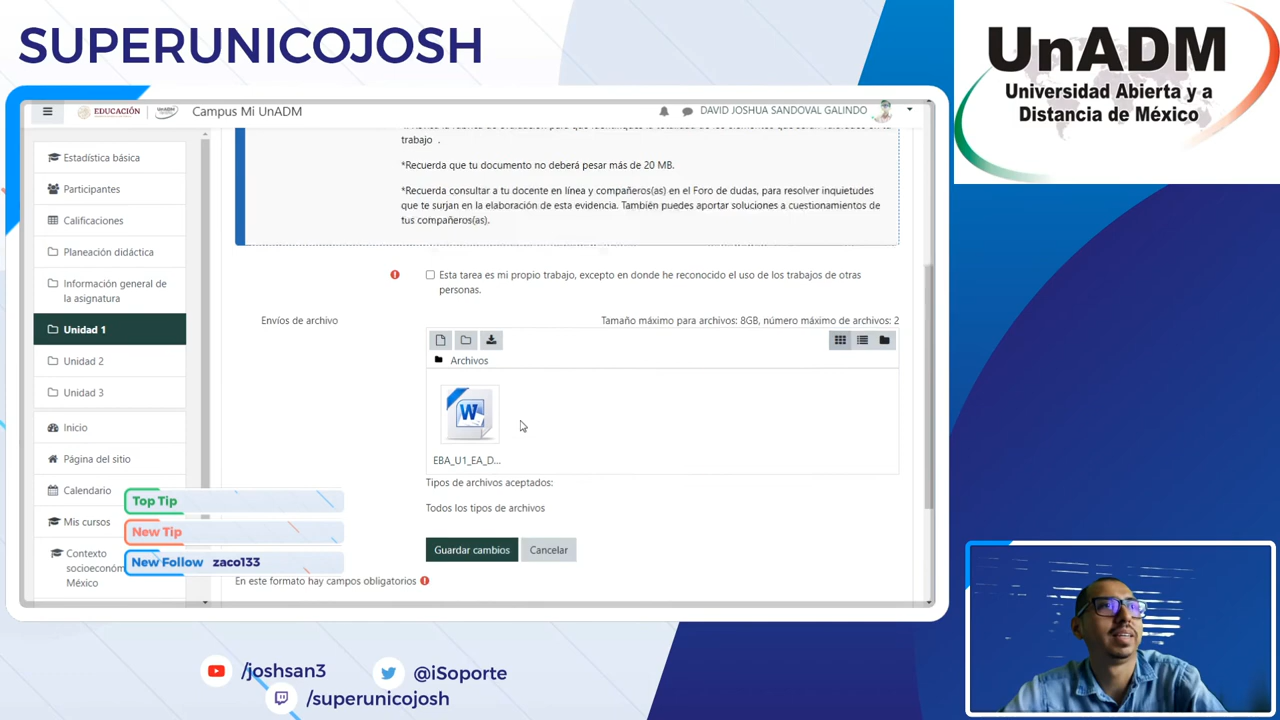 SUPERUNICOJOSH
UnADM
Universidad Abierta y a
Distancia de México
EDUCACIÓN
Campus Mi UnADM
DAVID JOSHUA SANDOVAL GALINDO
Estadística básica
Participantes
Calificaciones
Planeación didáctica
Información general de
la asignatura
Unidad 1
Unidad 2
Unidad 3
Inicio
Página del sitio
Calendario
Mis cursos
Contexto
socioeconóm
México
Top Tip
New Tip
New Follow zaco133
trabajo .
*Recuerda que tu documento no deberá pesar más de 20 MB.
*Recuerda consultar a tu docente en línea y compañeros(as) en el Foro de dudas, para resolver inquietudes
que te surjan en la elaboración de esta evidencia. También puedes aportar soluciones a cuestionamientos de
tus compañeros(as).
Esta tarea es mi propio trabajo, excepto en donde he reconocido el uso de los trabajos de otras
personas.
Envíos de archivo
Tamaño máximo para archivos: 8GB, número máximo de archivos: 2
Archivos
W
EBA_U1_EA_D...
Tipos de archivos aceptados:
Todos los tipos de archivos
Guardar cambios
Cancelar
En este formato hay campos obligatorios
/joshsan3
@iSoporte
/superunicojosh